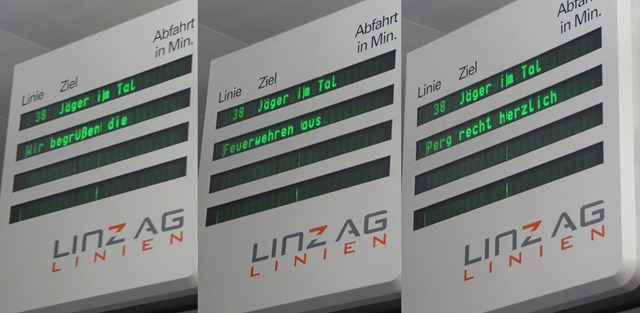 Abfahrt
in Min.
Linie Ziel
38 Jäger im Tal
Wir begrüßen die
LINZ AG
LINIEN
Abfahrt
in Min.
Linie Ziel
38 Jäger im Tal
Feuerwehren aus
LINZ AG
LINIEN
Abfahrt
in Min.
Linie Ziel
38 Jäger im Tal
Perg recht herzlich
LINZ AG
LINIEN